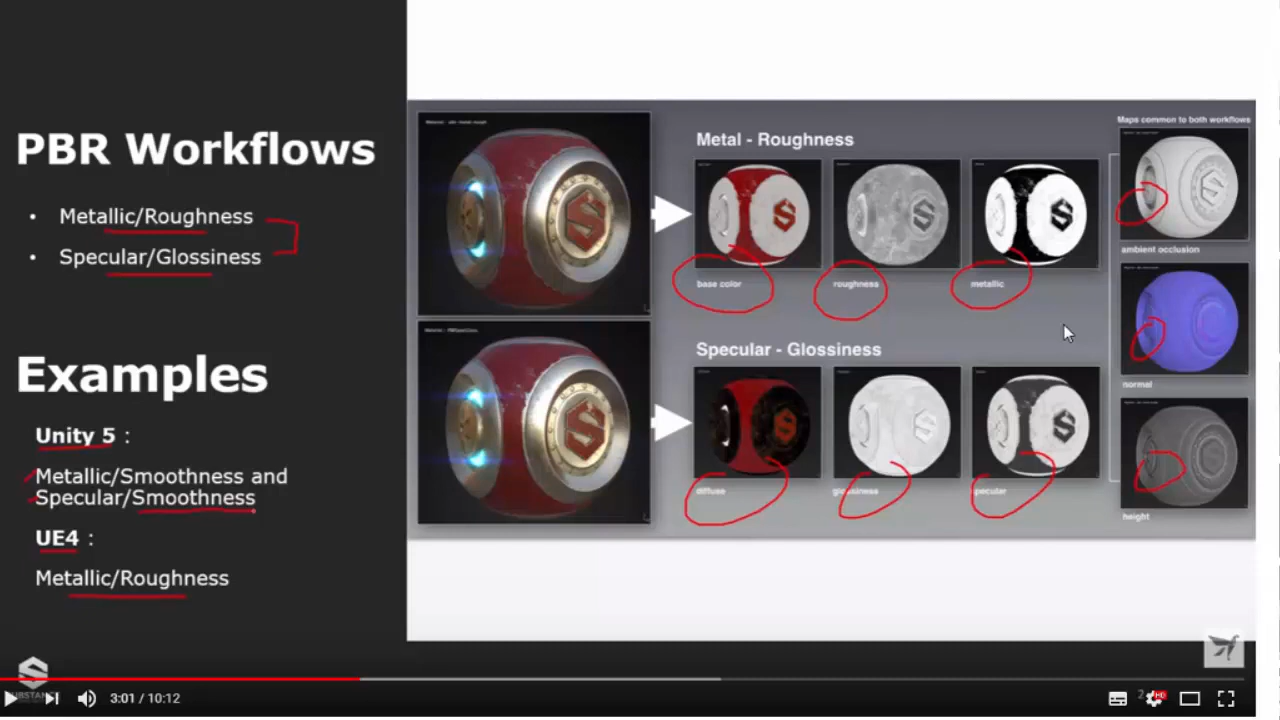 PBR Workflows
• Metallic/Roughness
• Specular/Glossiness
Examples
Unity 5 :
Metallic/Smoothness and
Specular/Smoothness
UE4 :
Metallic/Roughness
Metal - Roughness
base color
roughness
metallic
Specular - Glossiness
diffuse
glossiness
specular
Maps common to both workflows
ambient occlusion
normal
height
3:01 / 10:12
HD